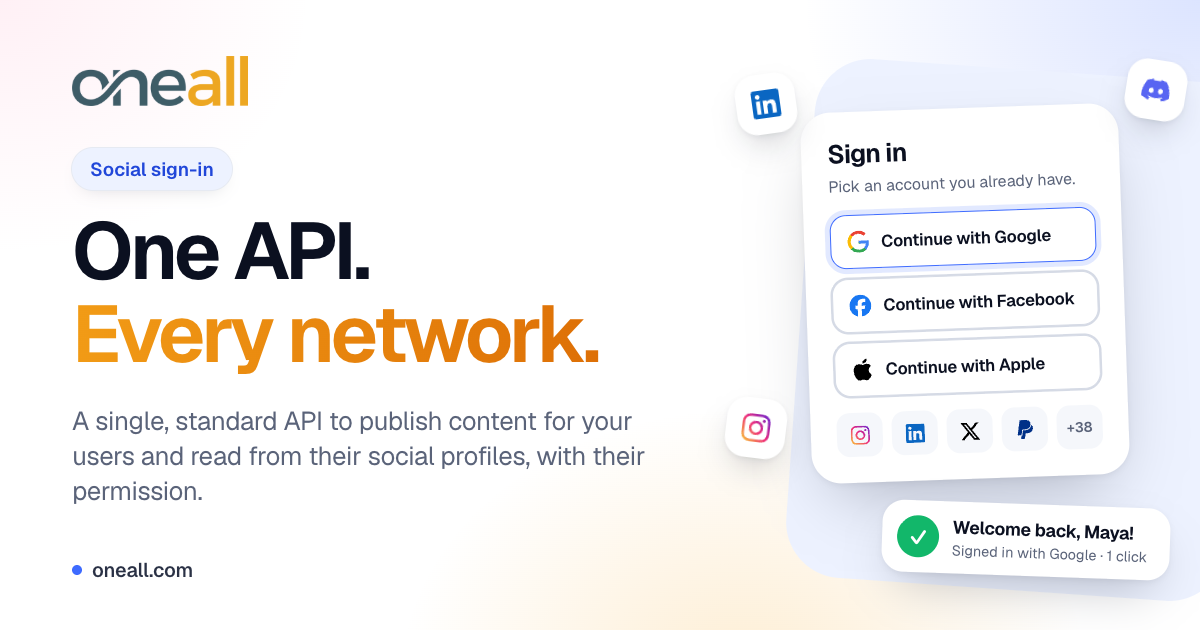 oneall
Social sign-in
One API.
Every network.
A single, standard API to publish content for your
users and read from their social profiles, with their
permission.
oneall.com
in
Sign in
Pick an account you already have.
Continue with Google
Continue with Facebook
Continue with Apple
in
+38
Welcome back, Maya!
Signed in with Google · 1 click